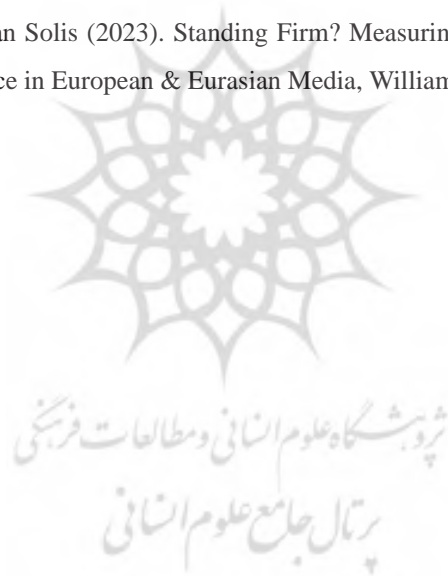 an Solis (2023). Standing Firm? Measurin
ce in European & Eurasian Media, William
پژوهشگاه علوم انسانی و مطالعات فرهنگی
پرتال جامع علوم انسانی